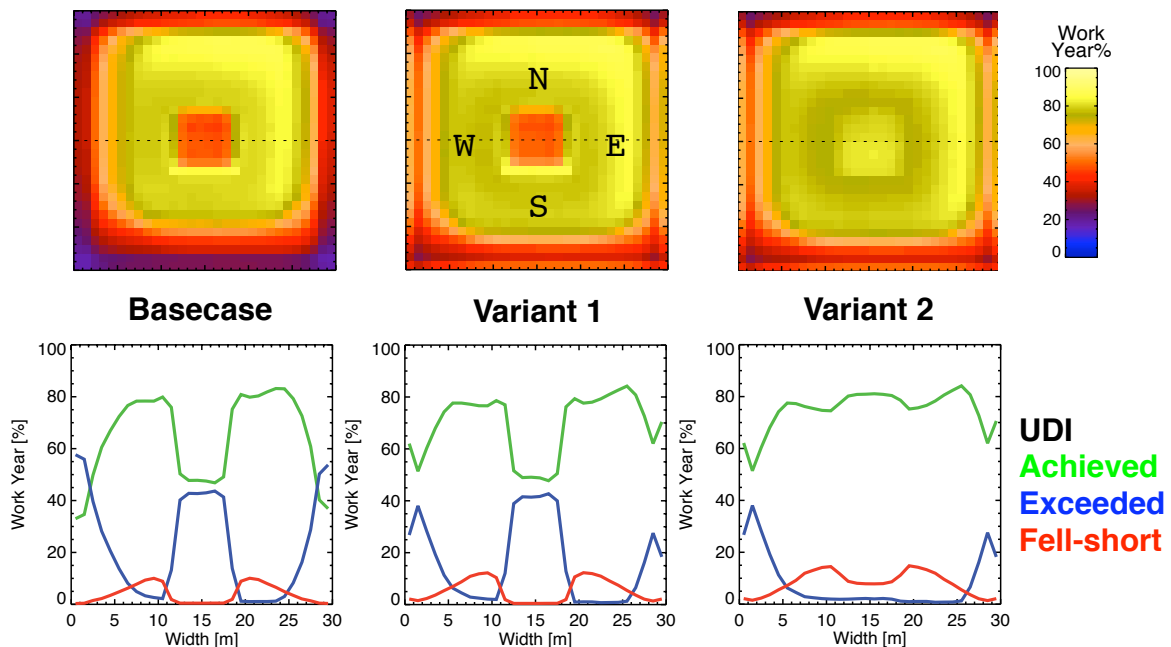 Work
Year%
100
80
60
40
20
0
N
W
E
S
Basecase
Variant 1
Variant 2
100
80
60
40
20
0
Work Year [%]
0 5 10 15 20 25 30
Width [m]
100
80
60
40
20
0
Work Year [%]
0 5 10 15 20 25 30
Width [m]
100
80
60
40
20
0
Work Year [%]
0 5 10 15 20 25 30
Width [m]
UDI
Achieved
Exceeded
Fell-short